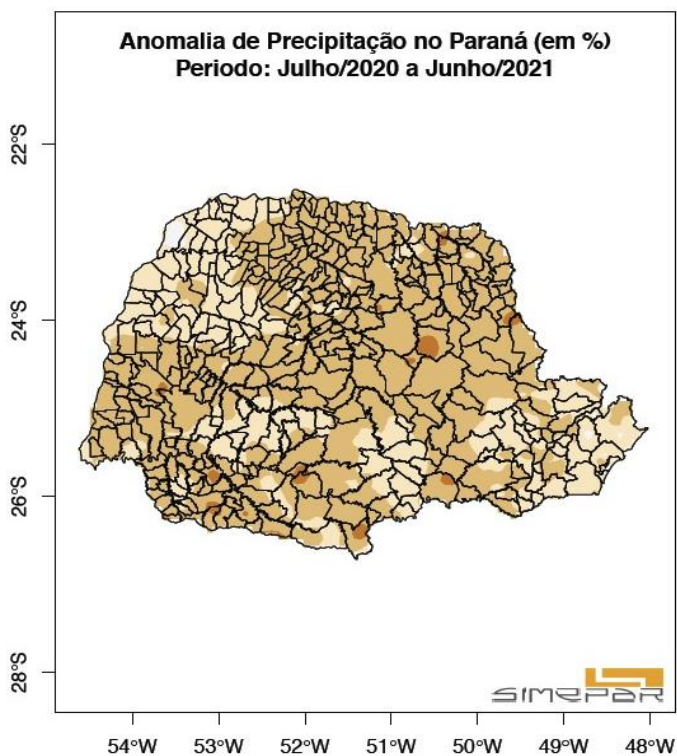 Anomalia de Precipitação no Paraná (em %)
Periodo: Julho/2020 a Junho/2021
22°S
24°S
26°S
28°S
SIMEPAR
54°W 53°W 52°W 51°W 50°W 49°W 48°W